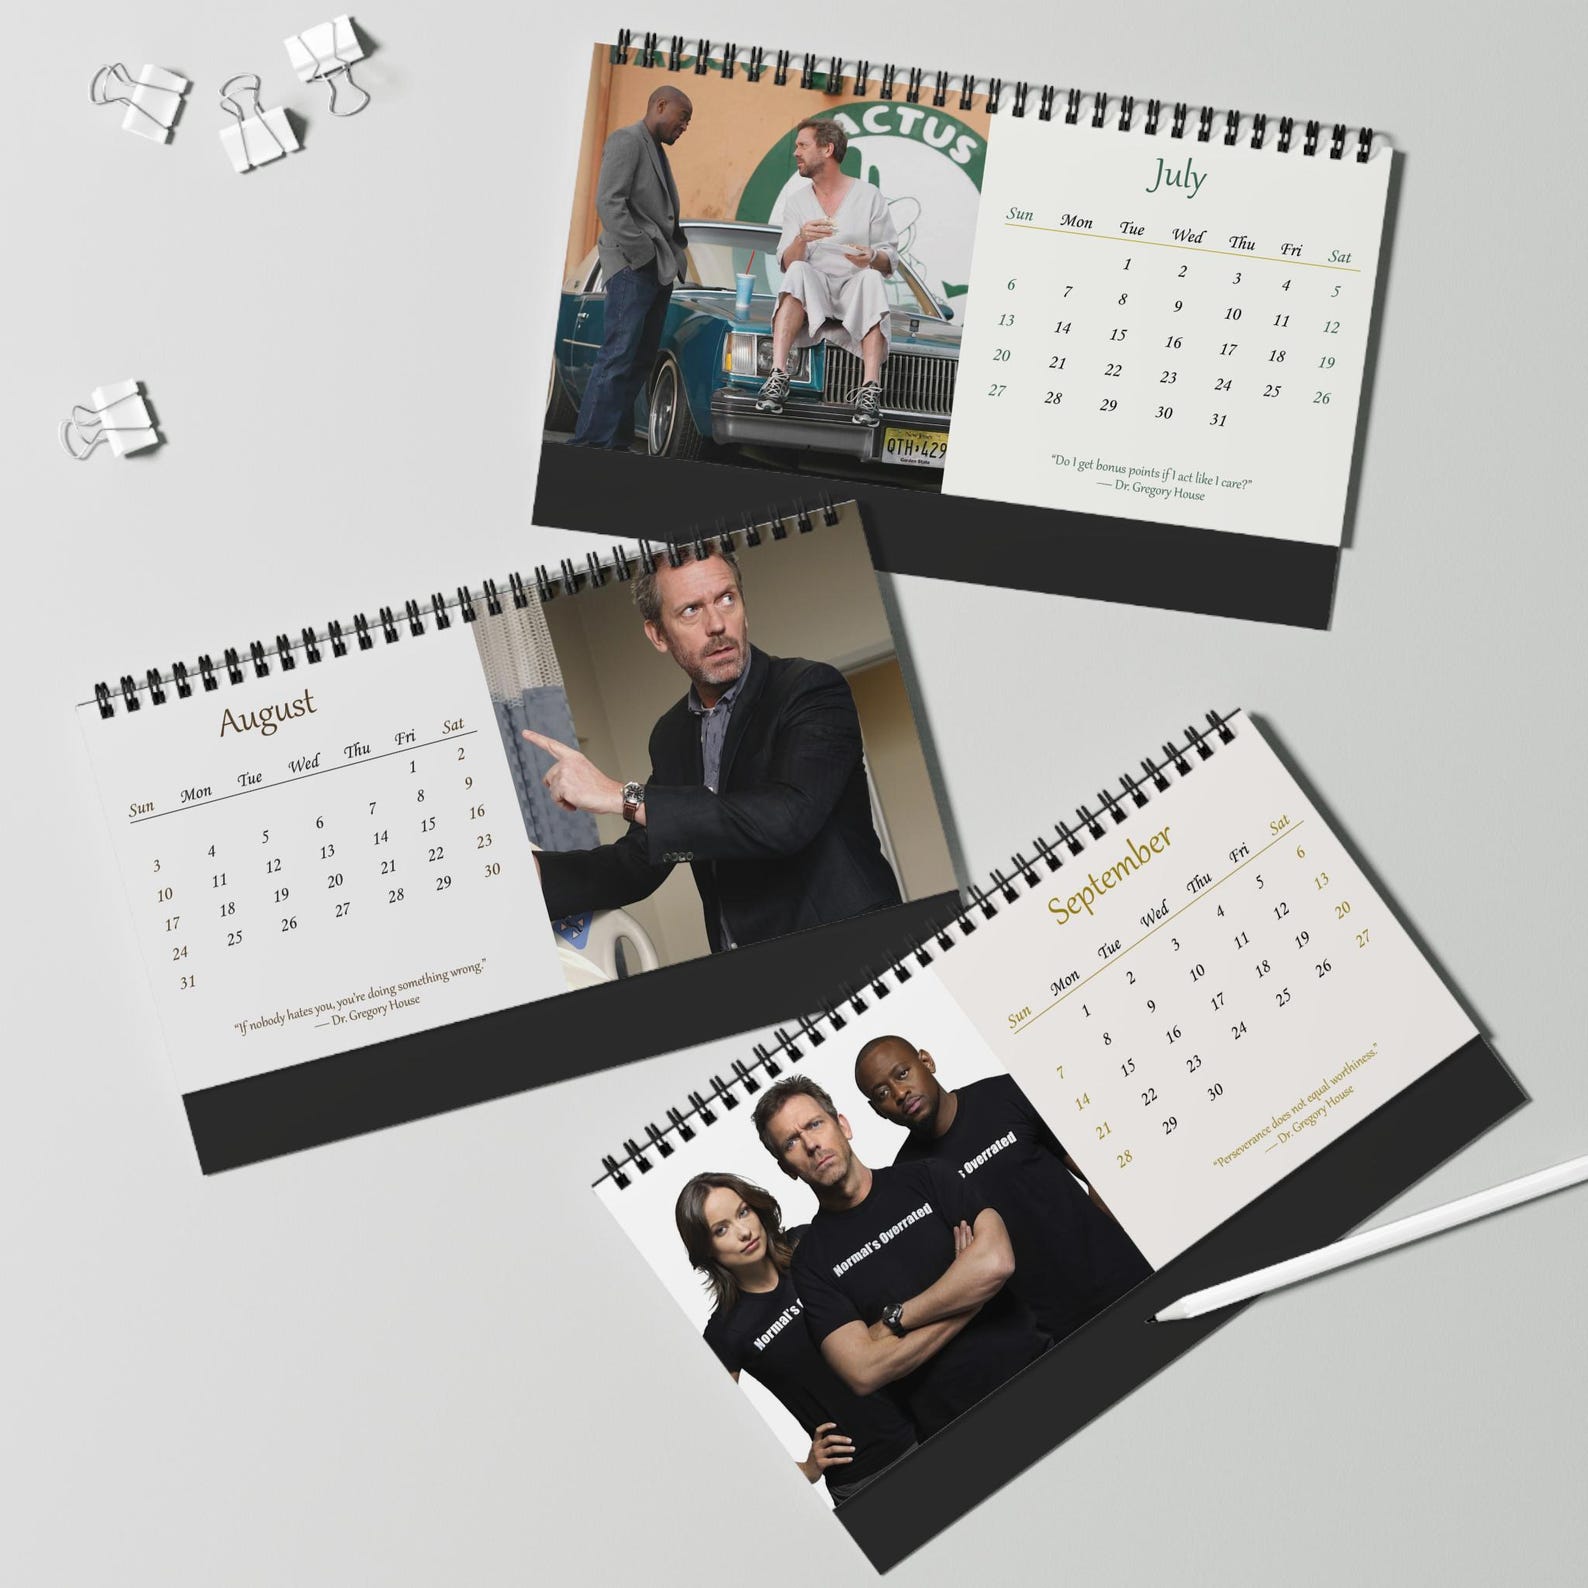 ACTUS
QTH 429
Garden State
July
Sun Mon Tue Wed Thu Fri Sat
1 2 3 4 5
6 7 8 9 10 11 12
13 14 15 16 17 18 19
20 21 22 23 24 25 26
27 28 29 30 31
“Do I get bonus points if I act like I care?”
— Dr. Gregory House
August
Sun Mon Tue Wed Thu Fri Sat
1 2
3 4 5 6 7 8 9
10 11 12 13 14 15 16
17 18 19 20 21 22 23
24 25 26 27 28 29 30
31
“If nobody hates you, you're doing something wrong.”
— Dr. Gregory House
September
Sun Mon Tue Wed Thu Fri Sat
1 2 3 4 5 6
7 8 9 10 11 12 13
14 15 16 17 18 19 20
21 22 23 24 25 26 27
28 29 30
“Perseverance does not equal worthiness.”
— Dr. Gregory House
Normal's
Normal's Overrated
's Overrated